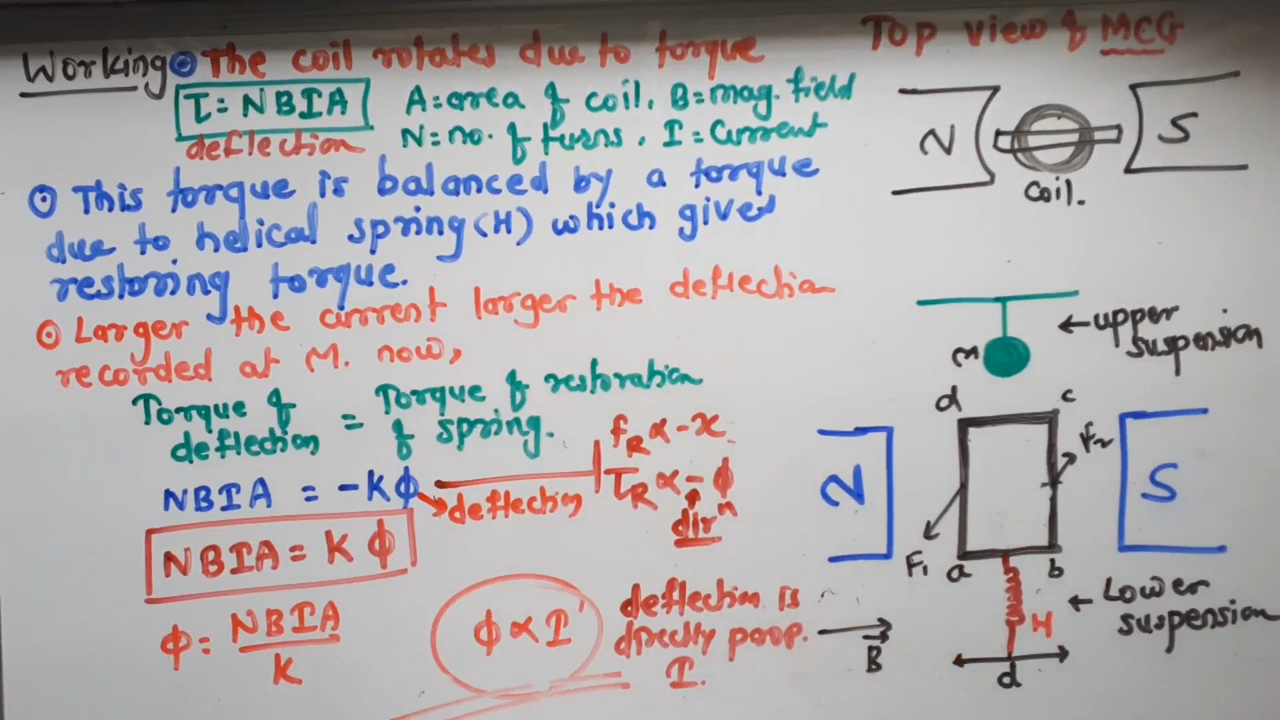 Working ⊙ The coil rotates due to torque
τ = NBIA A = area of coil, B = mag. field
deflection N = no. of turns, I = Current
⊙ This torque is balanced by a torque
due to helical spring (H) which gives
restoring torque.
⊙ Larger the current larger the deflection
recorded at M. now,
Torque of deflection = Torque of restoration of spring.
NBIA = -Kϕ → deflection
f_R ∝ -x
τ_R ∝ -ϕ
dirⁿ
NBIA = K ϕ
ϕ = NBIA / K
ϕ ∝ I
deflection is
directly poop.
I.
Top view of MCG
N S
Coil.
M ← upper suspension
d c
F₂
N S
F₁ a b
H ← Lower suspension
B⃗
d